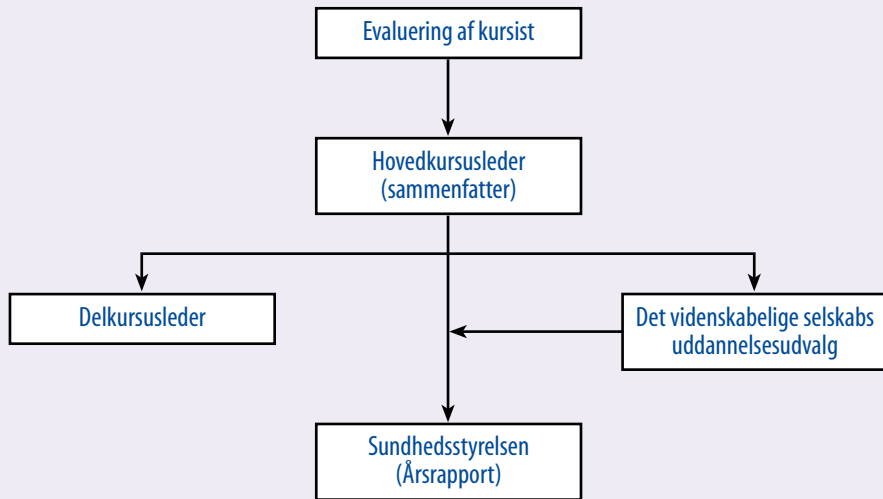 Evaluering af kursist
Hovedkursusleder
(sammenfatter)
Delkursusleder
Det videnskabelige selskabs
uddannelsesudvalg
Sundhedsstyrelsen
(Årsrapport)